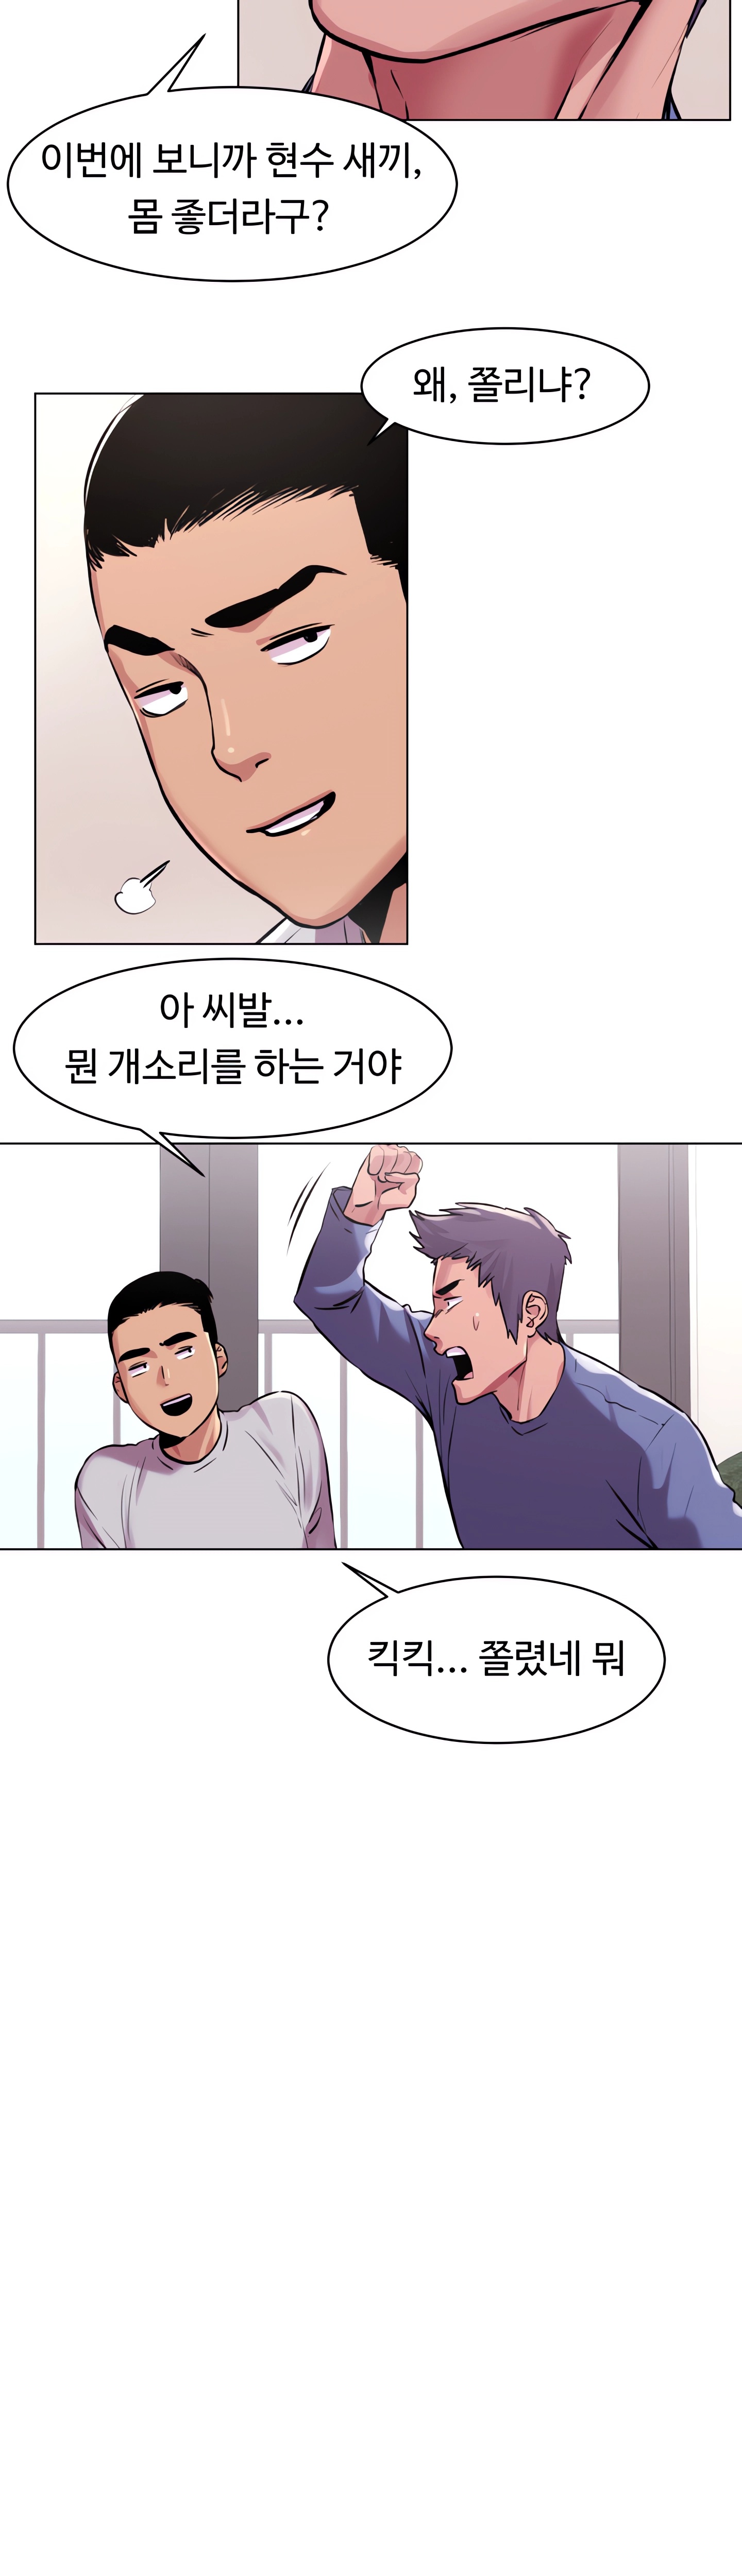 이번에 보니까 현수 새끼,
몸 좋더라구?
왜, 쫄리냐?
아 씨발...
뭔 개소리를 하는 거야
킥킥... 쫄렸네 뭐